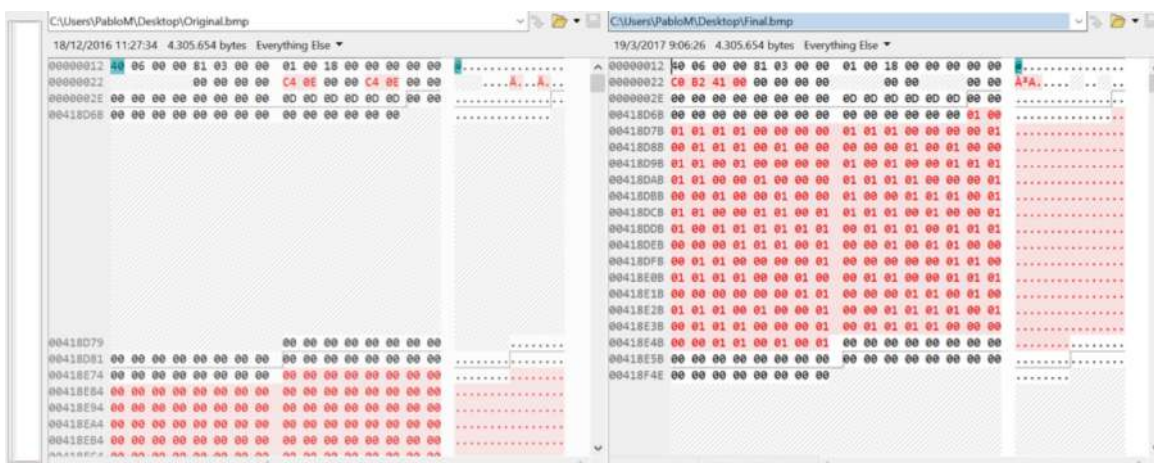 C:\Users\PabloM\Desktop\Original.bmp
18/12/2016 11:27:34 4.305.654 bytes Everything Else
00000012 40 06 00 00 81 03 00 00 01 00 18 00 00 00 00 00
00000022 00 00 00 00 C4 0E 00 00 C4 0E 00 00
0000002E 00 00 00 00 00 00 00 00 0D 0D 0D 0D 0D 0D 00 00
00418D6B 00 00 00 00 00 00 00 00 00 00 00 00 00 00
00418D79 00 00 00 00 00 00 00 00
00418D81 00 00 00 00 00 00 00 00 00 00 00 00 00 00 00 00
00418E74 00 00 00 00 00 00 00 00 00 00 00 00 00 00 00 00
00418E84 00 00 00 00 00 00 00 00 00 00 00 00 00 00 00 00
00418E94 00 00 00 00 00 00 00 00 00 00 00 00 00 00 00 00
00418EA4 00 00 00 00 00 00 00 00 00 00 00 00 00 00 00 00
00418EB4 00 00 00 00 00 00 00 00 00 00 00 00 00 00 00 00
C:\Users\PabloM\Desktop\Final.bmp
19/3/2017 9:06:26 4.305.654 bytes Everything Else
00000012 40 06 00 00 81 03 00 00 01 00 18 00 00 00 00 00
00000022 C0 B2 41 00 00 00 00 00 00 00 00 00
0000002E 00 00 00 00 00 00 00 00 0D 0D 0D 0D 0D 0D 00 00
00418D6B 00 00 00 00 00 00 00 00 00 00 00 00 00 00 01 00
00418D7B 01 01 01 01 00 00 00 00 01 01 01 00 00 00 00 01
00418D8B 00 01 01 00 00 01 00 00 00 00 00 01 00 01 00 00
00418D9B 01 01 00 01 00 01 00 00 01 00 01 00 00 01 01 01
00418DAB 01 01 00 00 01 00 00 00 01 01 01 01 00 00 00 01
00418DBB 00 00 01 00 00 01 00 00 01 01 01 00 01 01 00 00
00418DCB 01 01 00 00 01 01 00 01 00 00 00 01 01 00 00 01
00418DDB 01 00 01 01 01 01 00 01 00 01 01 01 00 01 00 01
00418DEB 00 00 00 01 01 01 00 01 00 01 00 01 01 01 00 00
00418DFB 00 01 01 00 01 00 00 00 00 00 00 00 00 01 01 00
00418E0B 01 01 01 01 00 00 01 00 00 01 01 00 00 01 01 01
00418E1B 00 00 00 00 00 00 01 01 00 00 00 01 01 00 01 00
00418E2B 01 01 01 00 00 00 01 01 00 00 01 01 01 00 01 01
00418E3B 00 01 01 01 00 00 00 01 00 01 01 01 01 00 00 00
00418E4B 00 00 01 01 00 01 00 01 00 00 00 00 00 00 00 00
00418E5B 00 00 00 00 00 00 00 00 00 00 00 00 00 00 00 00
00418F4E 00 00 00 00 00 00 00 00